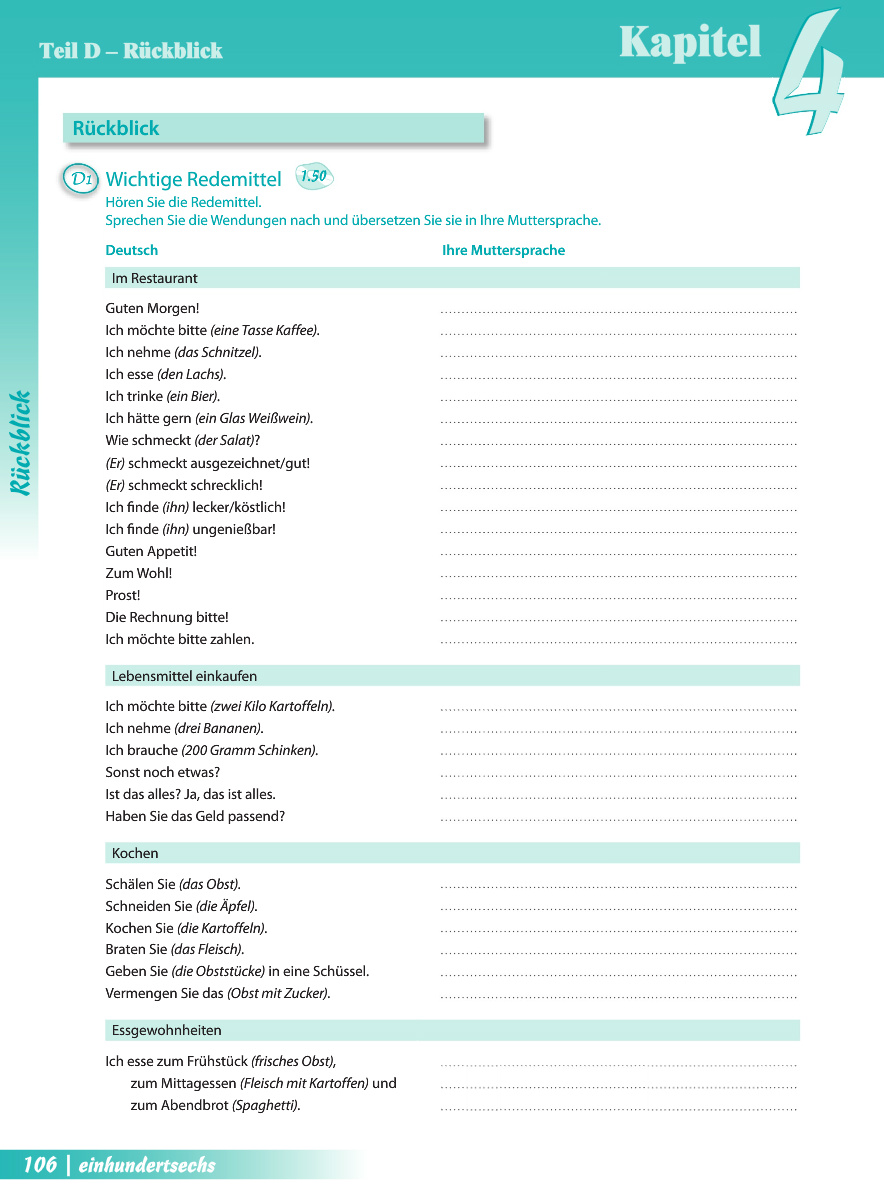 Teil D – Rückblick
Kapitel 4
Rückblick
D1 Wichtige Redemittel 1.50
Hören Sie die Redemittel.
Sprechen Sie die Wendungen nach und übersetzen Sie sie in Ihre Muttersprache.
Deutsch Ihre Muttersprache
Im Restaurant
Guten Morgen!
Ich möchte bitte (eine Tasse Kaffee).
Ich nehme (das Schnitzel).
Ich esse (den Lachs).
Ich trinke (ein Bier).
Ich hätte gern (ein Glas Weißwein).
Wie schmeckt (der Salat)?
(Er) schmeckt ausgezeichnet/gut!
(Er) schmeckt schrecklich!
Ich finde (ihn) lecker/köstlich!
Ich finde (ihn) ungenießbar!
Guten Appetit!
Zum Wohl!
Prost!
Die Rechnung bitte!
Ich möchte bitte zahlen.
Lebensmittel einkaufen
Ich möchte bitte (zwei Kilo Kartoffeln).
Ich nehme (drei Bananen).
Ich brauche (200 Gramm Schinken).
Sonst noch etwas?
Ist das alles? Ja, das ist alles.
Haben Sie das Geld passend?
Kochen
Schälen Sie (das Obst).
Schneiden Sie (die Äpfel).
Kochen Sie (die Kartoffeln).
Braten Sie (das Fleisch).
Geben Sie (die Obststücke) in eine Schüssel.
Vermengen Sie das (Obst mit Zucker).
Essgewohnheiten
Ich esse zum Frühstück (frisches Obst),
zum Mittagessen (Fleisch mit Kartoffen) und
zum Abendbrot (Spaghetti).
Rückblick
106 | einhundertsechs